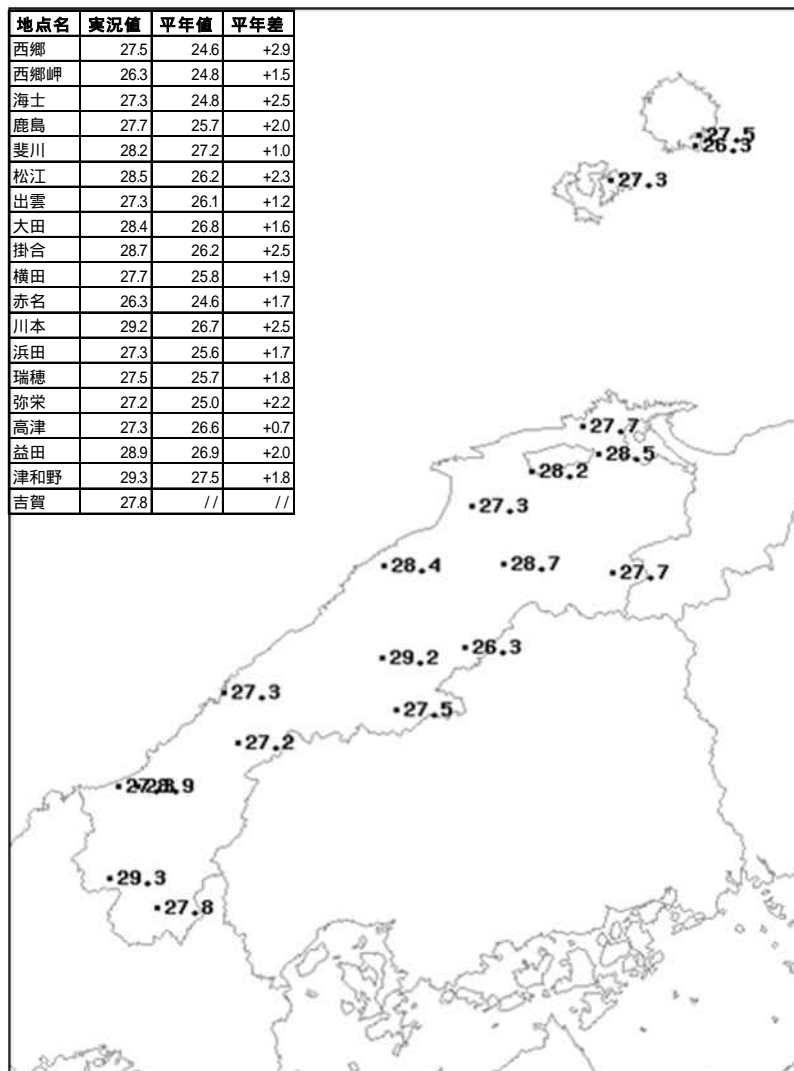 地点名 実況値 平年値 平年差
西郷 27.5 24.6 +2.9
西郷岬 26.3 24.8 +1.5
海士 27.3 24.8 +2.5
鹿島 27.7 25.7 +2.0
斐川 28.2 27.2 +1.0
松江 28.5 26.2 +2.3
出雲 27.3 26.1 +1.2
大田 28.4 26.8 +1.6
掛合 28.7 26.2 +2.5
横田 27.7 25.8 +1.9
赤名 26.3 24.6 +1.7
川本 29.2 26.7 +2.5
浜田 27.3 25.6 +1.7
瑞穂 27.5 25.7 +1.8
弥栄 27.2 25.0 +2.2
高津 27.3 26.6 +0.7
益田 28.9 26.9 +2.0
津和野 29.3 27.5 +1.8
吉賀 27.8 // //
27.5
26.3
27.3
27.7
28.5
28.2
27.3
28.4
28.7
27.7
26.3
29.2
27.3
27.5
27.2
28.9
29.3
27.8